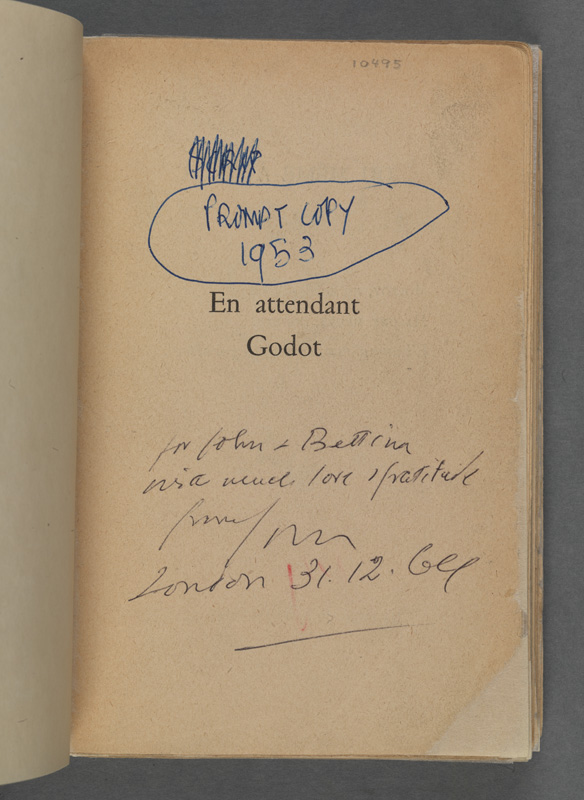 10495
PROMPT COPY
1953
En attendant
Godot
for John & Bettina
with much love & gratitude
from
London 31.12.64